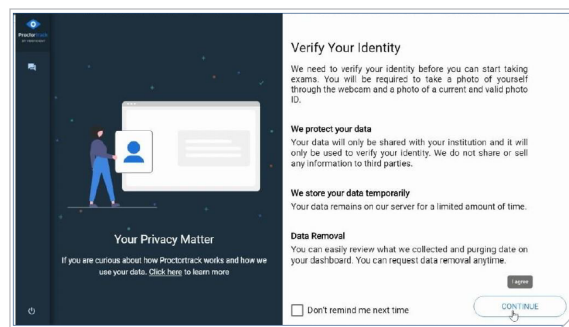 Proctortrack
Your Privacy Matter
If you are curious about how Proctortrack works and how we
use your data. Click here to learn more
Verify Your Identity
We need to verify your identity before you can start taking
exams. You will be required to take a photo of yourself
through the webcam and a photo of a current and valid photo
ID.
We protect your data
Your data will only be shared with your institution and it will
only be used to verify your identity. We do not share or sell
any information to third parties.
We store your data temporarily
Your data remains on our server for a limited amount of time.
Data Removal
You can easily review what we collected and purging date on
your dashboard. You can request data removal anytime.
I agree
Don't remind me next time
CONTINUE